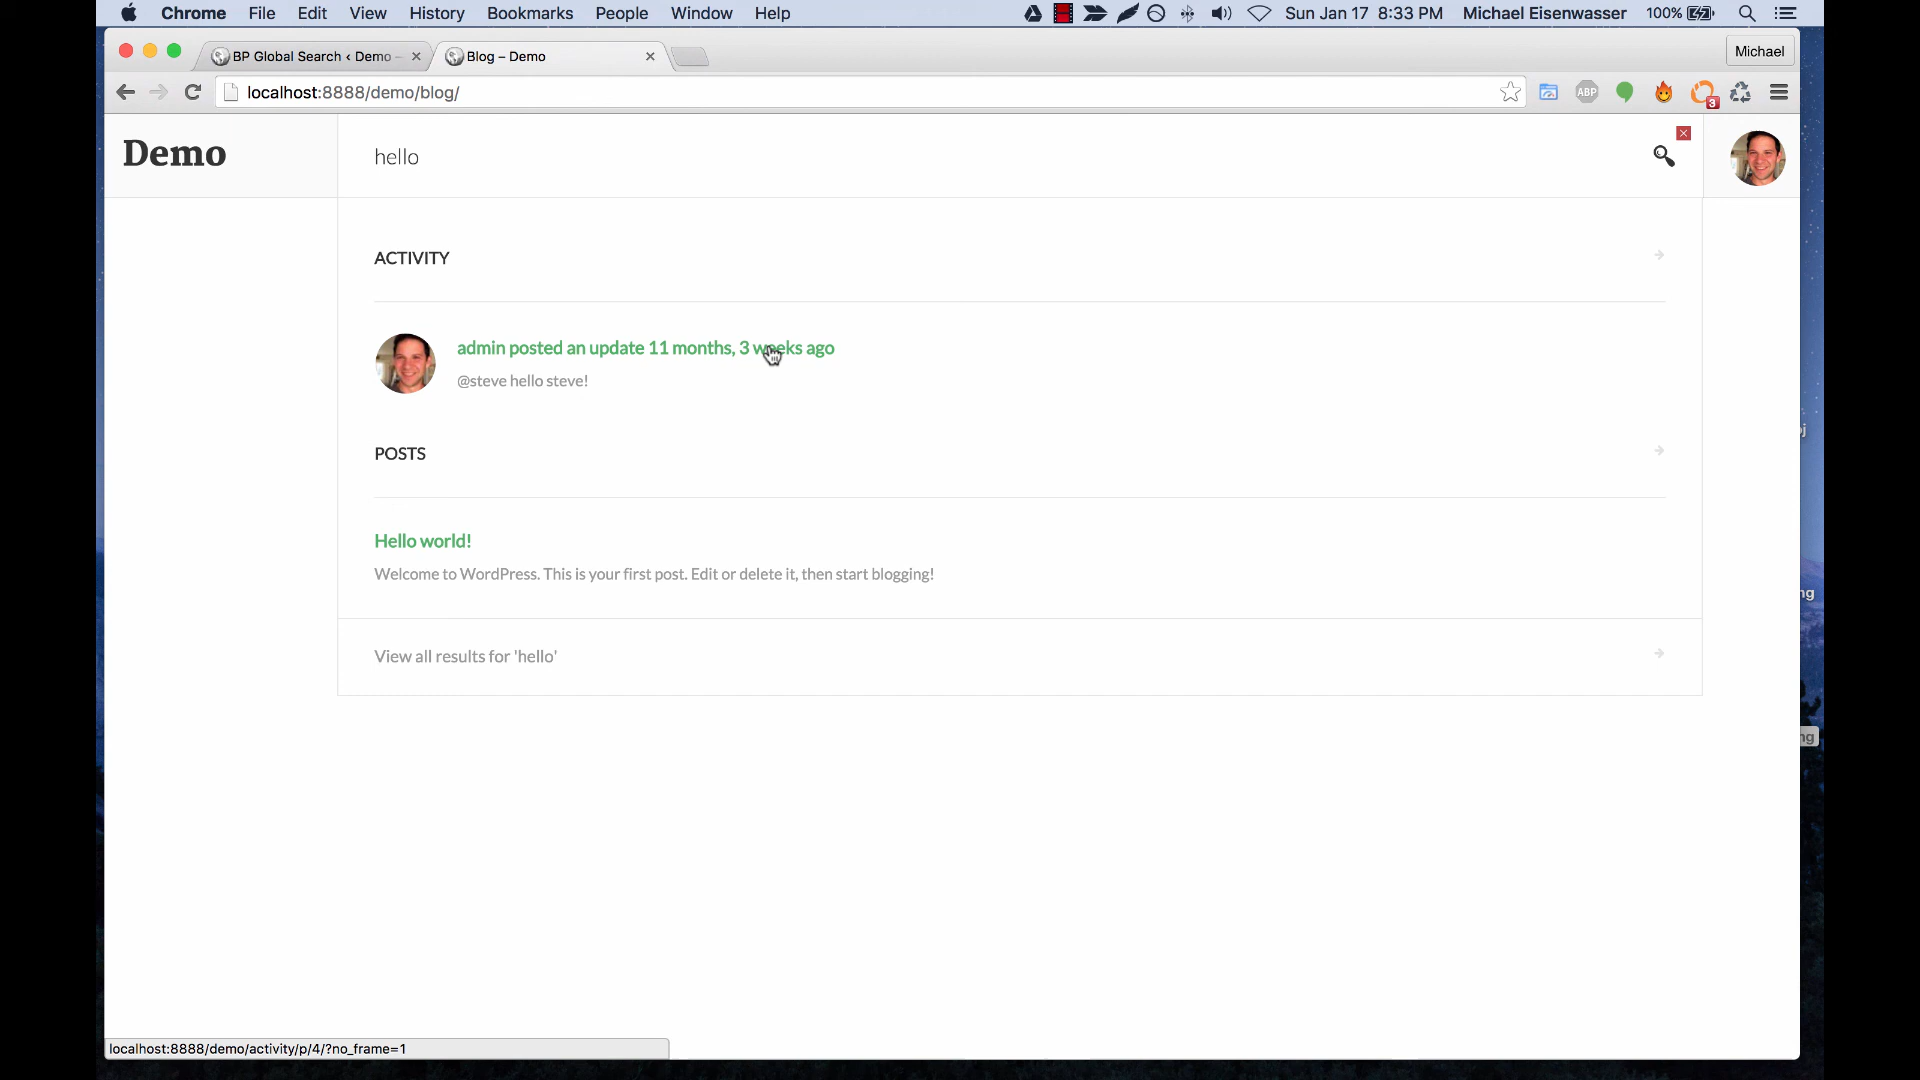 Chrome File Edit View History Bookmarks People Window Help Sun Jan 17 8:33 PM Michael Eisenwasser 100%
BP Global Search ‹ Demo – Blog – Demo Michael
localhost:8888/demo/blog/ ABP 3
Demo hello
ACTIVITY
admin posted an update 11 months, 3 weeks ago
@steve hello steve!
POSTS
Hello world!
Welcome to WordPress. This is your first post. Edit or delete it, then start blogging!
View all results for 'hello'
localhost:8888/demo/activity/p/4/?no_frame=1